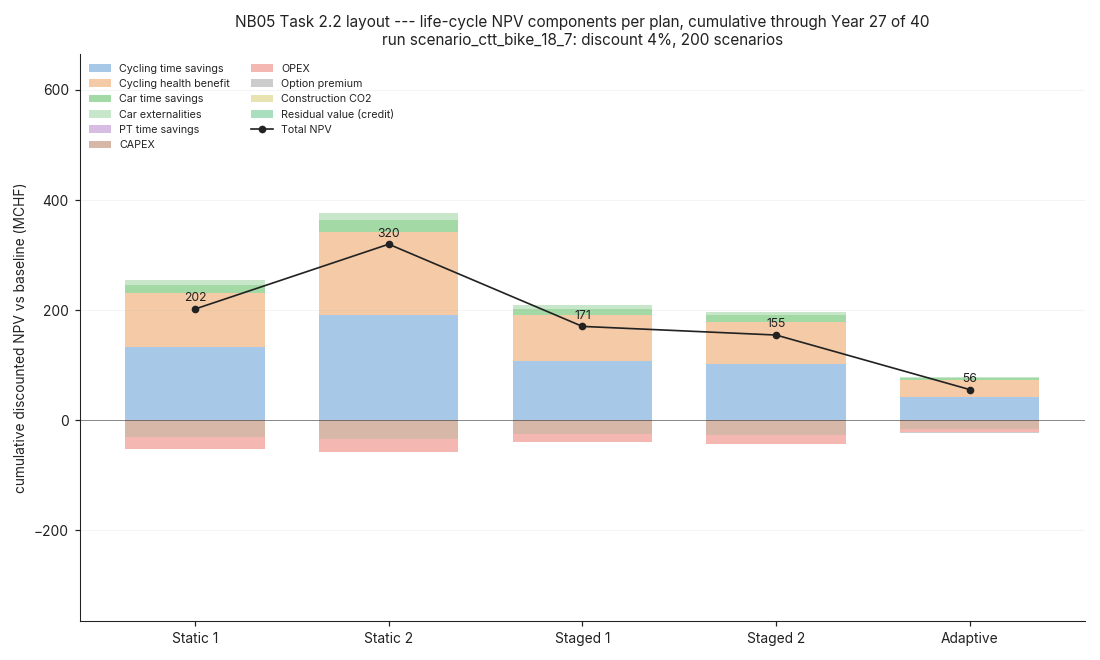 NB05 Task 2.2 layout --- life-cycle NPV components per plan, cumulative through Year 27 of 40
run scenario_ctt_bike_18_7: discount 4%, 200 scenarios
Cycling time savings
Cycling health benefit
Car time savings
Car externalities
PT time savings
CAPEX
OPEX
Option premium
Construction CO2
Residual value (credit)
Total NPV
cumulative discounted NPV vs baseline (MCHF)
600
400
200
0
−200
202
320
171
155
56
Static 1
Static 2
Staged 1
Staged 2
Adaptive